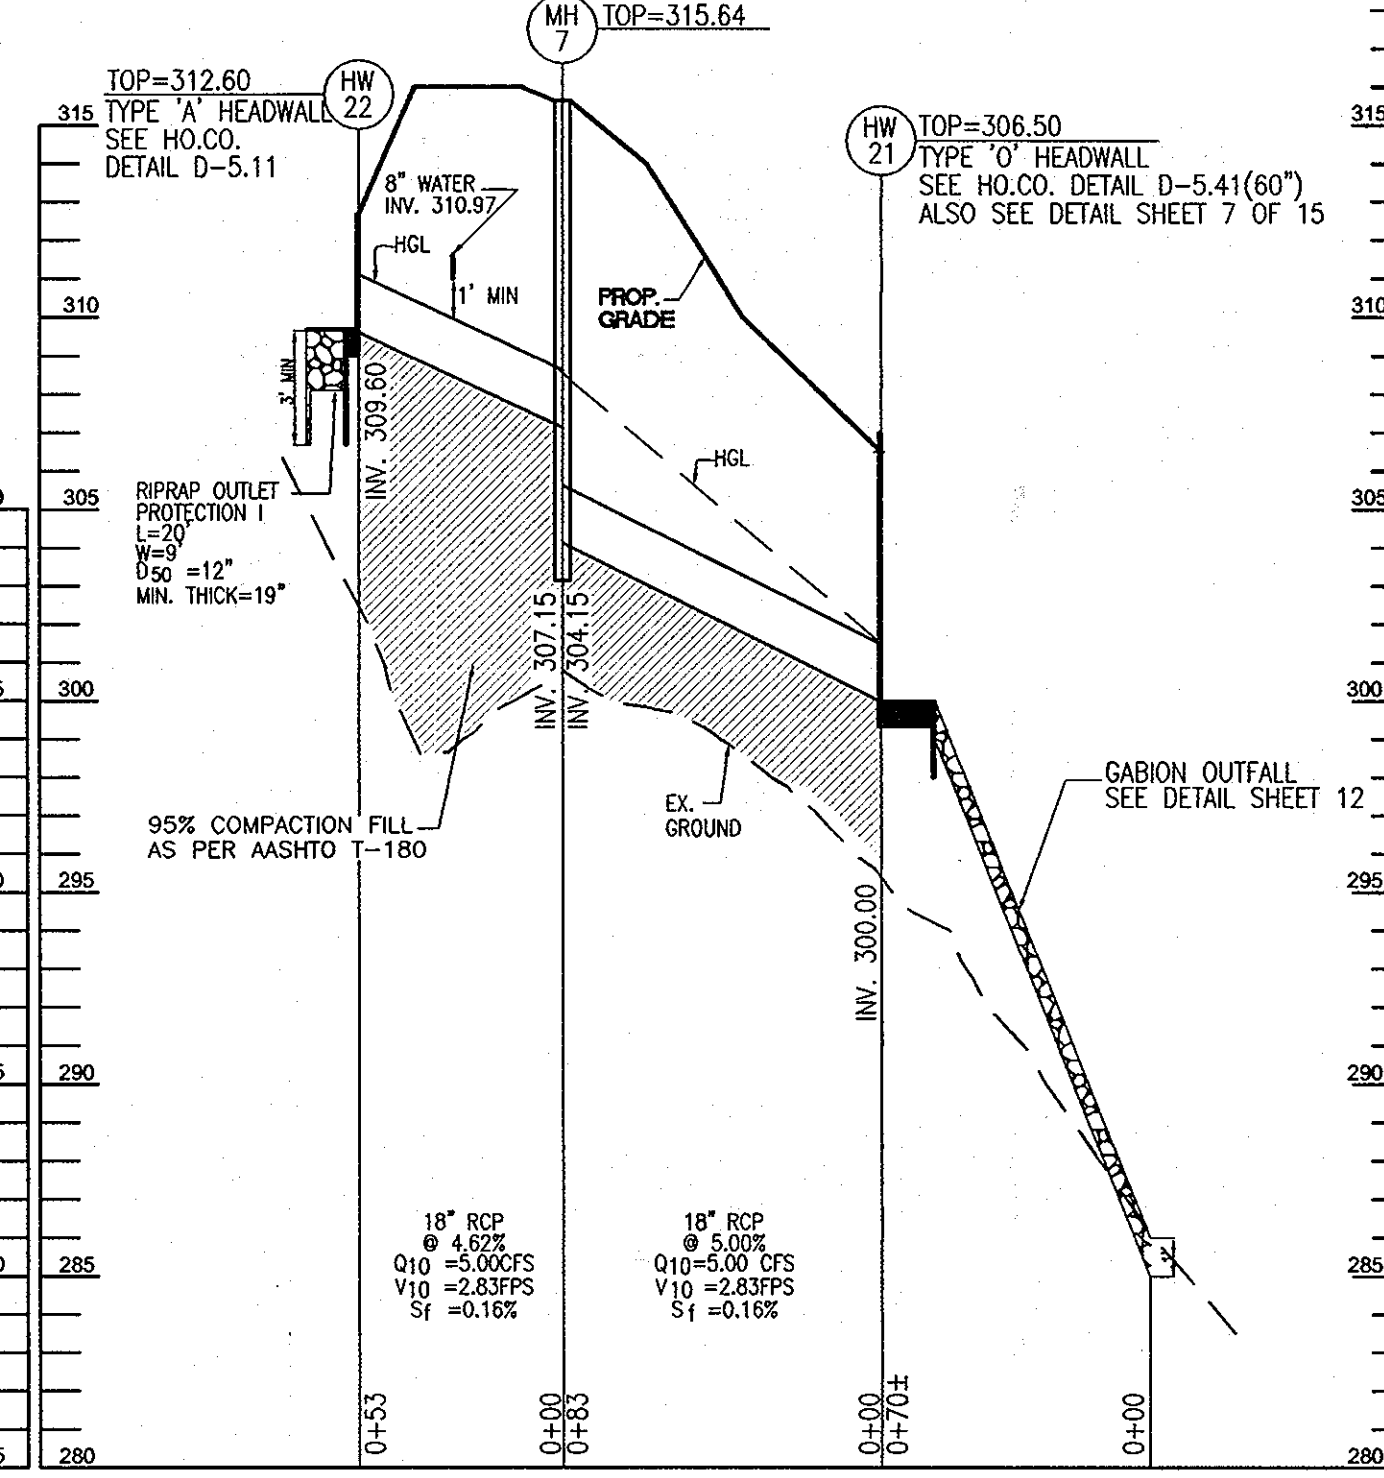 MH
7
TOP=315.64
TOP=312.60
TYPE 'A' HEADWALL
SEE HO.CO.
DETAIL D-5.11
HW
22
HW
21
TOP=306.50
TYPE 'O' HEADWALL
SEE HO.CO. DETAIL D-5.41(60")
ALSO SEE DETAIL SHEET 7 OF 15
315
310
305
300
295
290
285
280
315
310
305
300
295
290
285
280
8" WATER
INV. 310.97
HGL
1' MIN
PROP.
GRADE
3' MIN
INV. 309.60
HGL
RIPRAP OUTLET
PROTECTION I
L=20'
W=9'
D50 =12"
MIN. THICK=19"
INV. 307.15
INV. 304.15
95% COMPACTION FILL
AS PER AASHTO T-180
EX.
GROUND
GABION OUTFALL
SEE DETAIL SHEET 12
INV. 300.00
18" RCP
@ 4.62%
Q10 =5.00CFS
V10 =2.83FPS
Sf =0.16%
18" RCP
@ 5.00%
Q10=5.00 CFS
V10 =2.83FPS
Sf =0.16%
0+53
0+00
0+83
0+00
0+70±
0+00